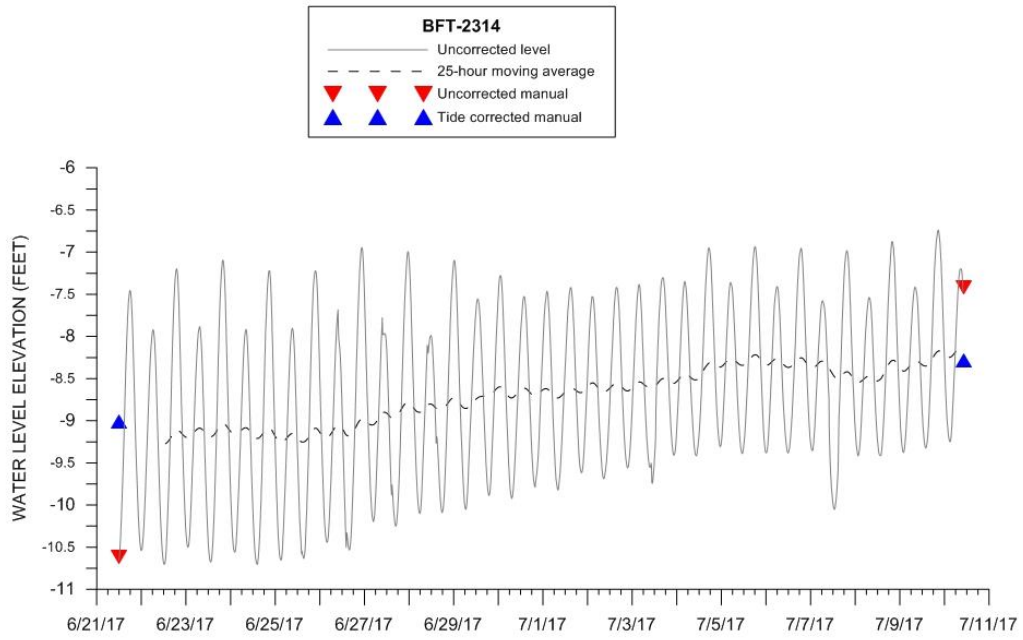 BFT-2314
Uncorrected level
25-hour moving average
Uncorrected manual
Tide corrected manual
WATER LEVEL ELEVATION (FEET)
-6
-6.5
-7
-7.5
-8
-8.5
-9
-9.5
-10
-10.5
-11
6/21/17 6/23/17 6/25/17 6/27/17 6/29/17 7/1/17 7/3/17 7/5/17 7/7/17 7/9/17 7/11/17